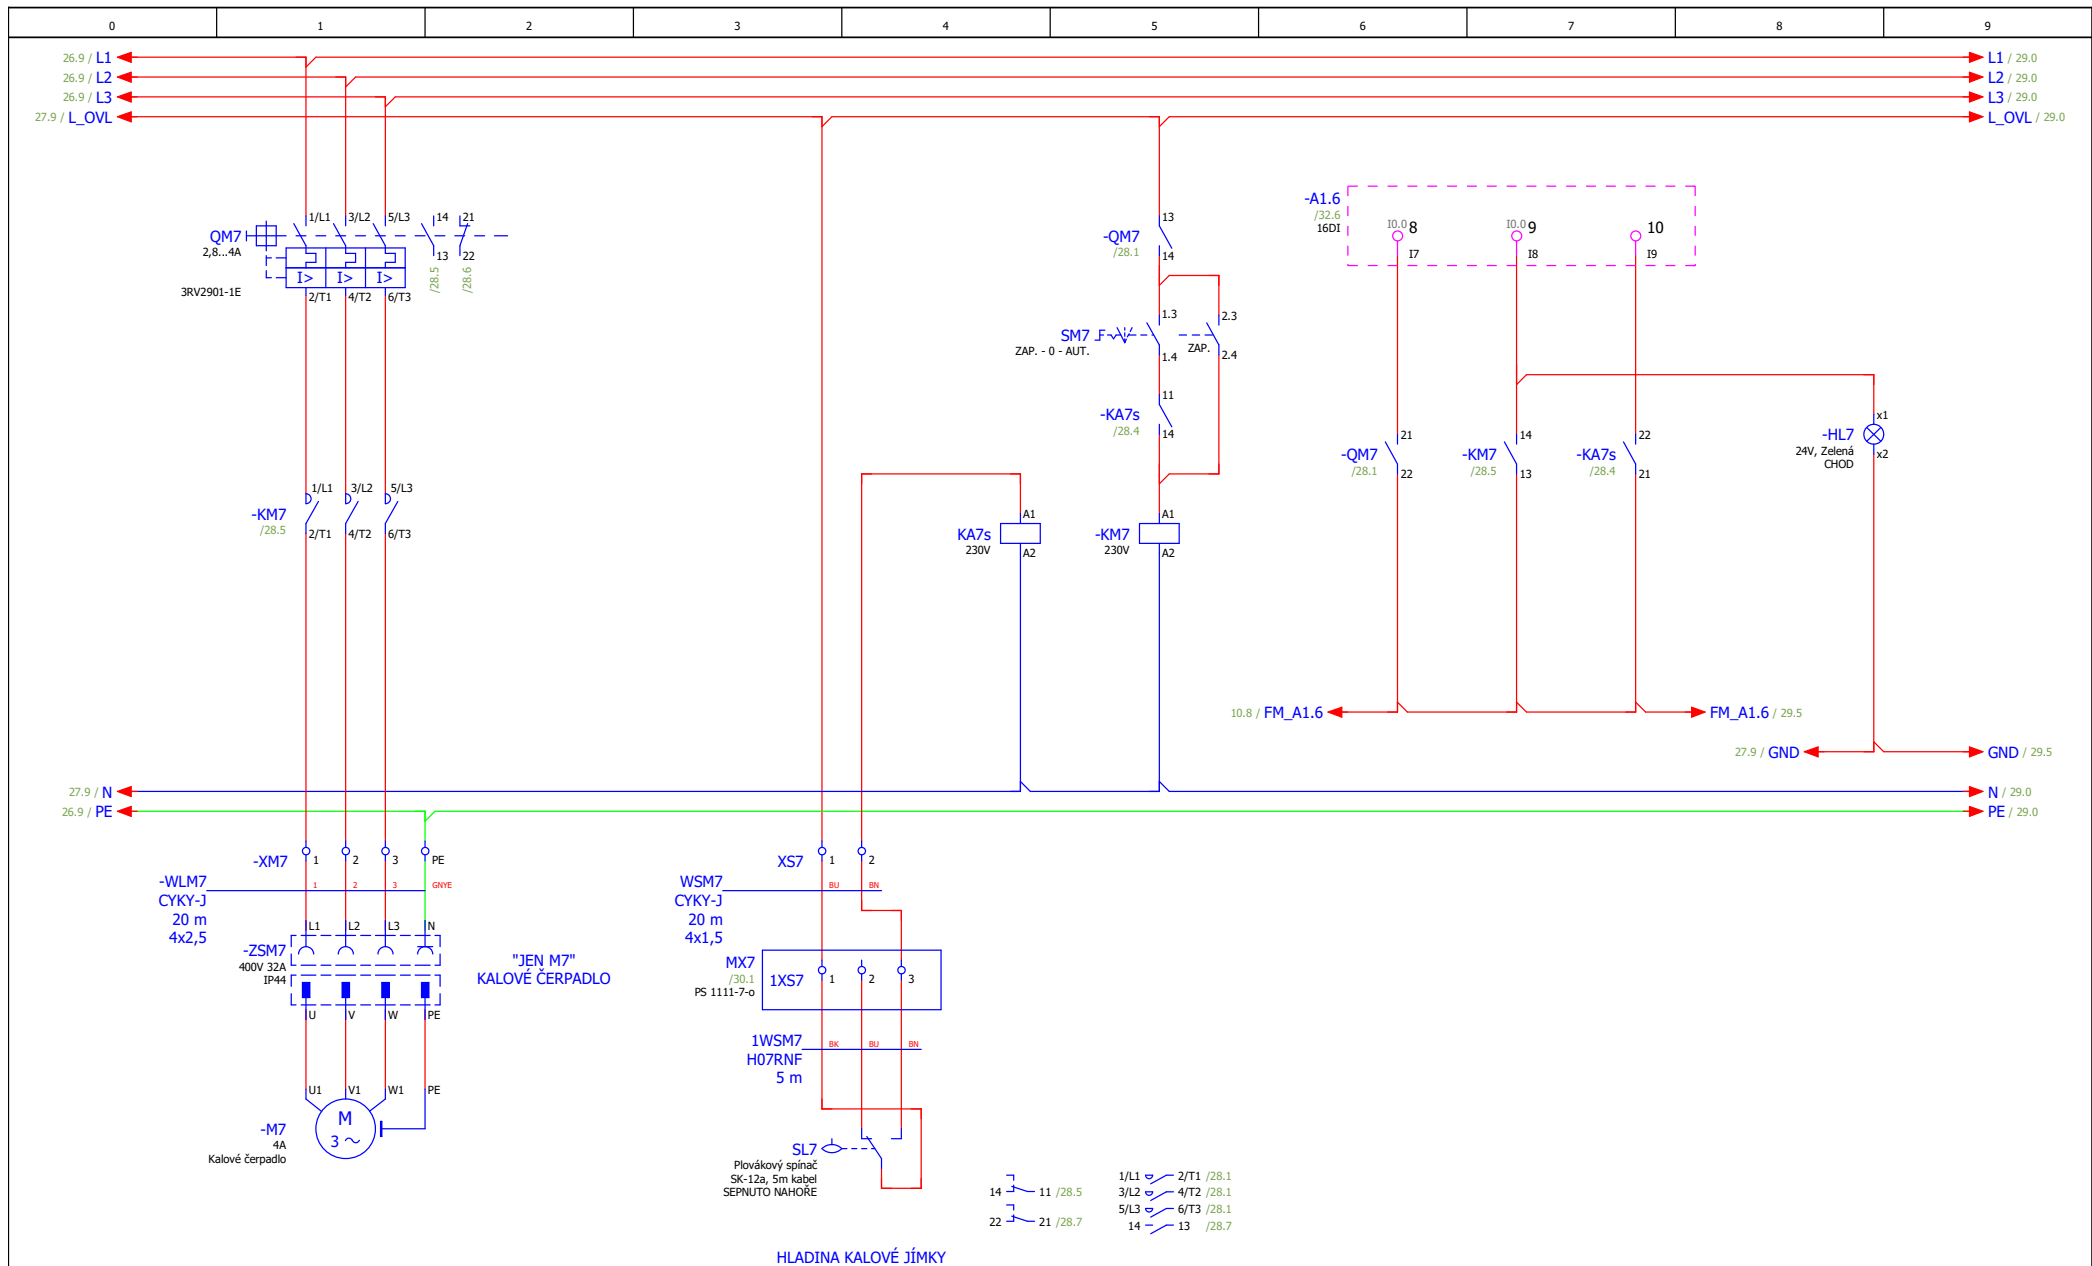 0 1 2 3 4 5 6 7 8 9
26.9 / L1
L1 / 29.0
26.9 / L2
L2 / 29.0
26.9 / L3
L3 / 29.0
27.9 / L_OVL
L_OVL / 29.0
QM7
2,8...4A
3RV2901-1E
1/L1 3/L2 5/L3 14 21
13 22
/28.5 /28.6
I> I> I>
2/T1 4/T2 6/T3
-KM7
/28.5
1/L1 3/L2 5/L3
2/T1 4/T2 6/T3
-QM7
/28.1
13
14
SM7
ZAP. - 0 - AUT.
1.3
1.4
ZAP.
2.3
2.4
-KA7s
/28.4
11
14
KA7s
230V
A1
A2
-KM7
230V
A1
A2
-A1.6
/32.6
16DI
I0.0 8
I7
I0.0 9
I8
10
I9
-QM7
/28.1
21
22
-KM7
/28.5
14
13
-KA7s
/28.4
22
21
-HL7
24V, Zelená
CHOD
x1
x2
10.8 / FM_A1.6
FM_A1.6 / 29.5
27.9 / GND
GND / 29.5
27.9 / N
N / 29.0
26.9 / PE
PE / 29.0
-XM7
1 2 3 PE
-WLM7
CYKY-J
20 m
4x2,5
1 2 3 GNYE
-ZSM7
400V 32A
IP44
L1 L2 L3 N
U V W PE
"JEN M7"
KALOVÉ ČERPADLO
U1 V1 W1 PE
M
3
-M7
4A
Kalové čerpadlo
XS7
1 2
WSM7
CYKY-J
20 m
4x1,5
BU BN
MX7
/30.1
PS 1111-7-o
1XS7
1 2 3
1WSM7
H07RNF
5 m
BK BU BN
SL7
Plovákový spínač
SK-12a, 5m kabel
SEPNUTO NAHOŘE
14 11 /28.5
22 21 /28.7
1/L1 2/T1 /28.1
3/L2 4/T2 /28.1
5/L3 6/T3 /28.1
14 13 /28.7
HLADINA KALOVÉ JÍMKY